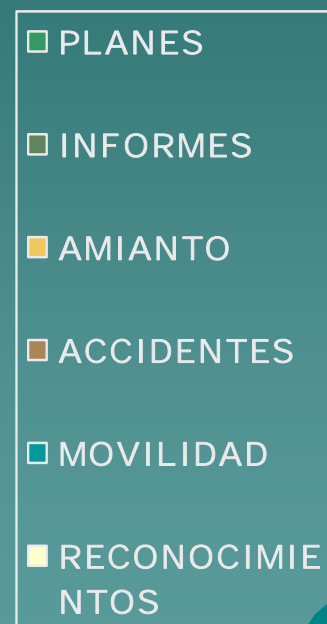 PLANES
INFORMES
AMIANTO
ACCIDENTES
MOVILIDAD
RECONOCIMIE
NTOS